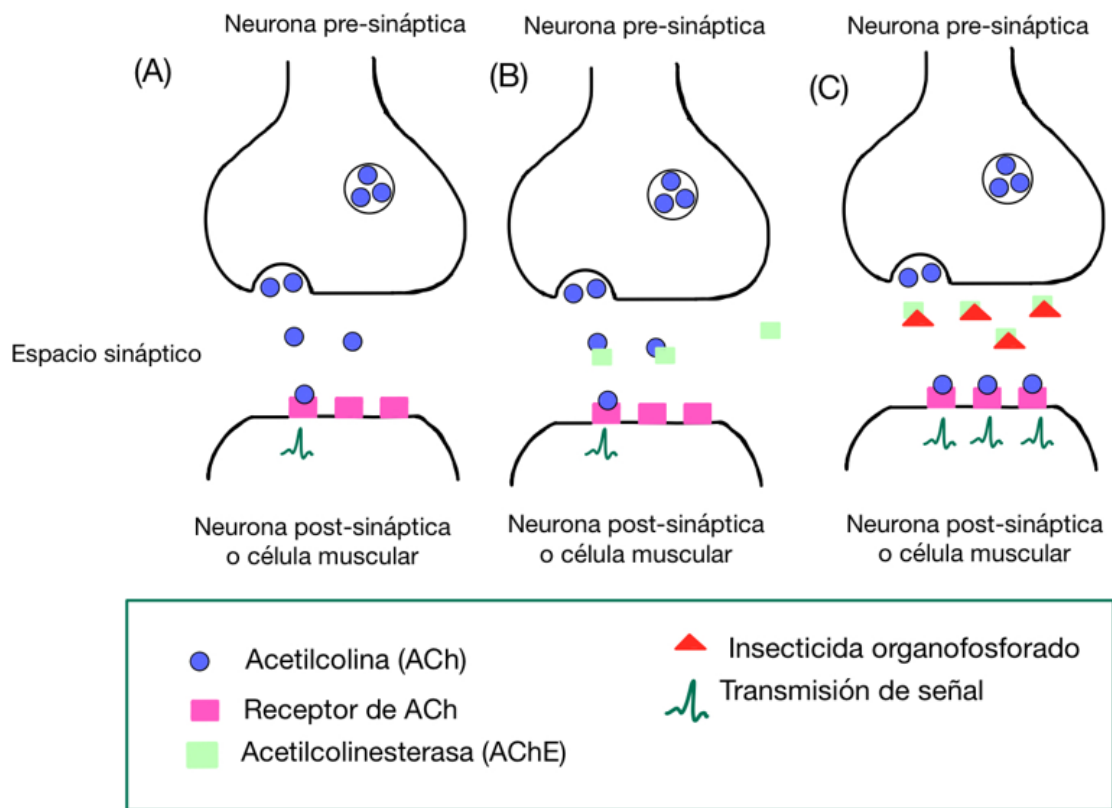 Neurona pre-sináptica
(A)
Neurona pre-sináptica
(B)
Neurona pre-sináptica
(C)
Espacio sináptico
Neurona post-sináptica
o célula muscular
Neurona post-sináptica
o célula muscular
Neurona post-sináptica
o célula muscular
Acetilcolina (ACh)
Receptor de ACh
Acetilcolinesterasa (AChE)
Insecticida organofosforado
Transmisión de señal